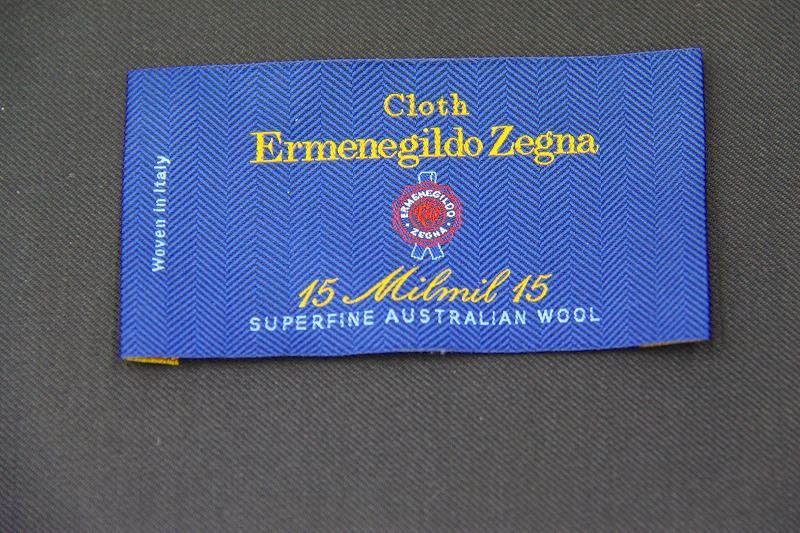 Cloth
Ermenegildo Zegna
Woven in Italy
ERMENEGILDO
ZEGNA
15 Milmil 15
SUPERFINE AUSTRALIAN WOOL